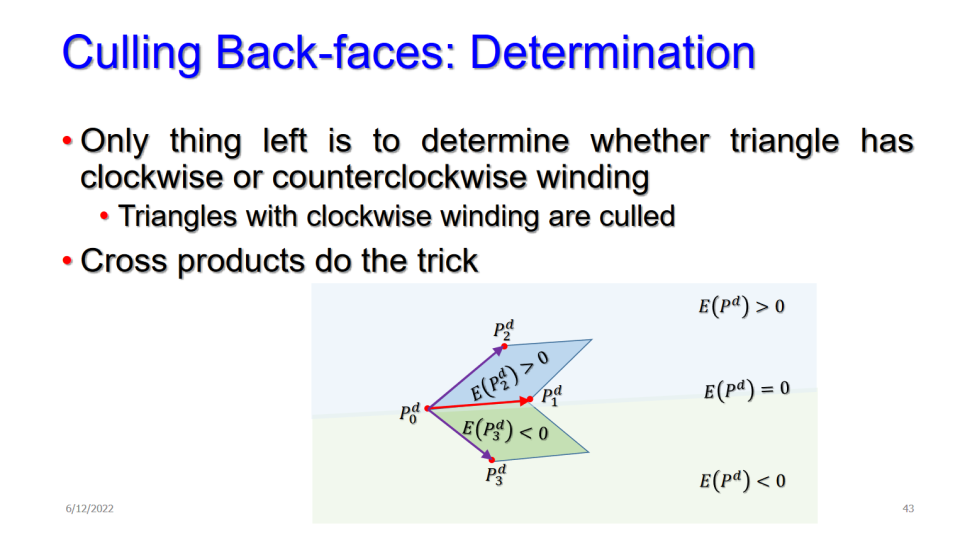 Culling Back-faces: Determination
• Only thing left is to determine whether triangle has
clockwise or counterclockwise winding
• Triangles with clockwise winding are culled
• Cross products do the trick
E(P^d) > 0
P_2^d
E(P_2^d) > 0
E(P^d) = 0
P_1^d
P_0^d
E(P_3^d) < 0
P_3^d
E(P^d) < 0
6/12/2022
43